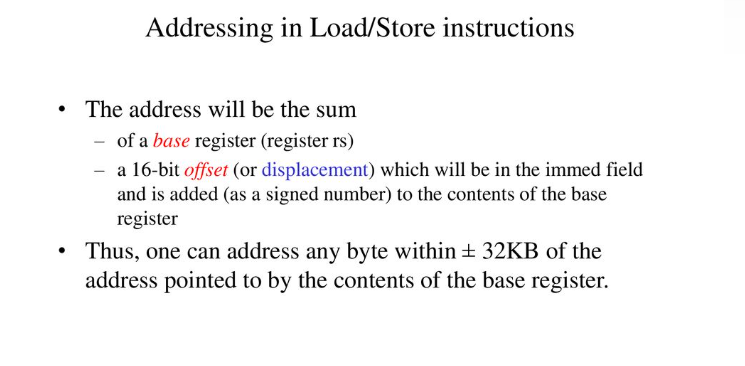 Addressing in Load/Store instructions
• The address will be the sum
– of a base register (register rs)
– a 16-bit offset (or displacement) which will be in the immed field
and is added (as a signed number) to the contents of the base
register
• Thus, one can address any byte within ± 32KB of the
address pointed to by the contents of the base register.